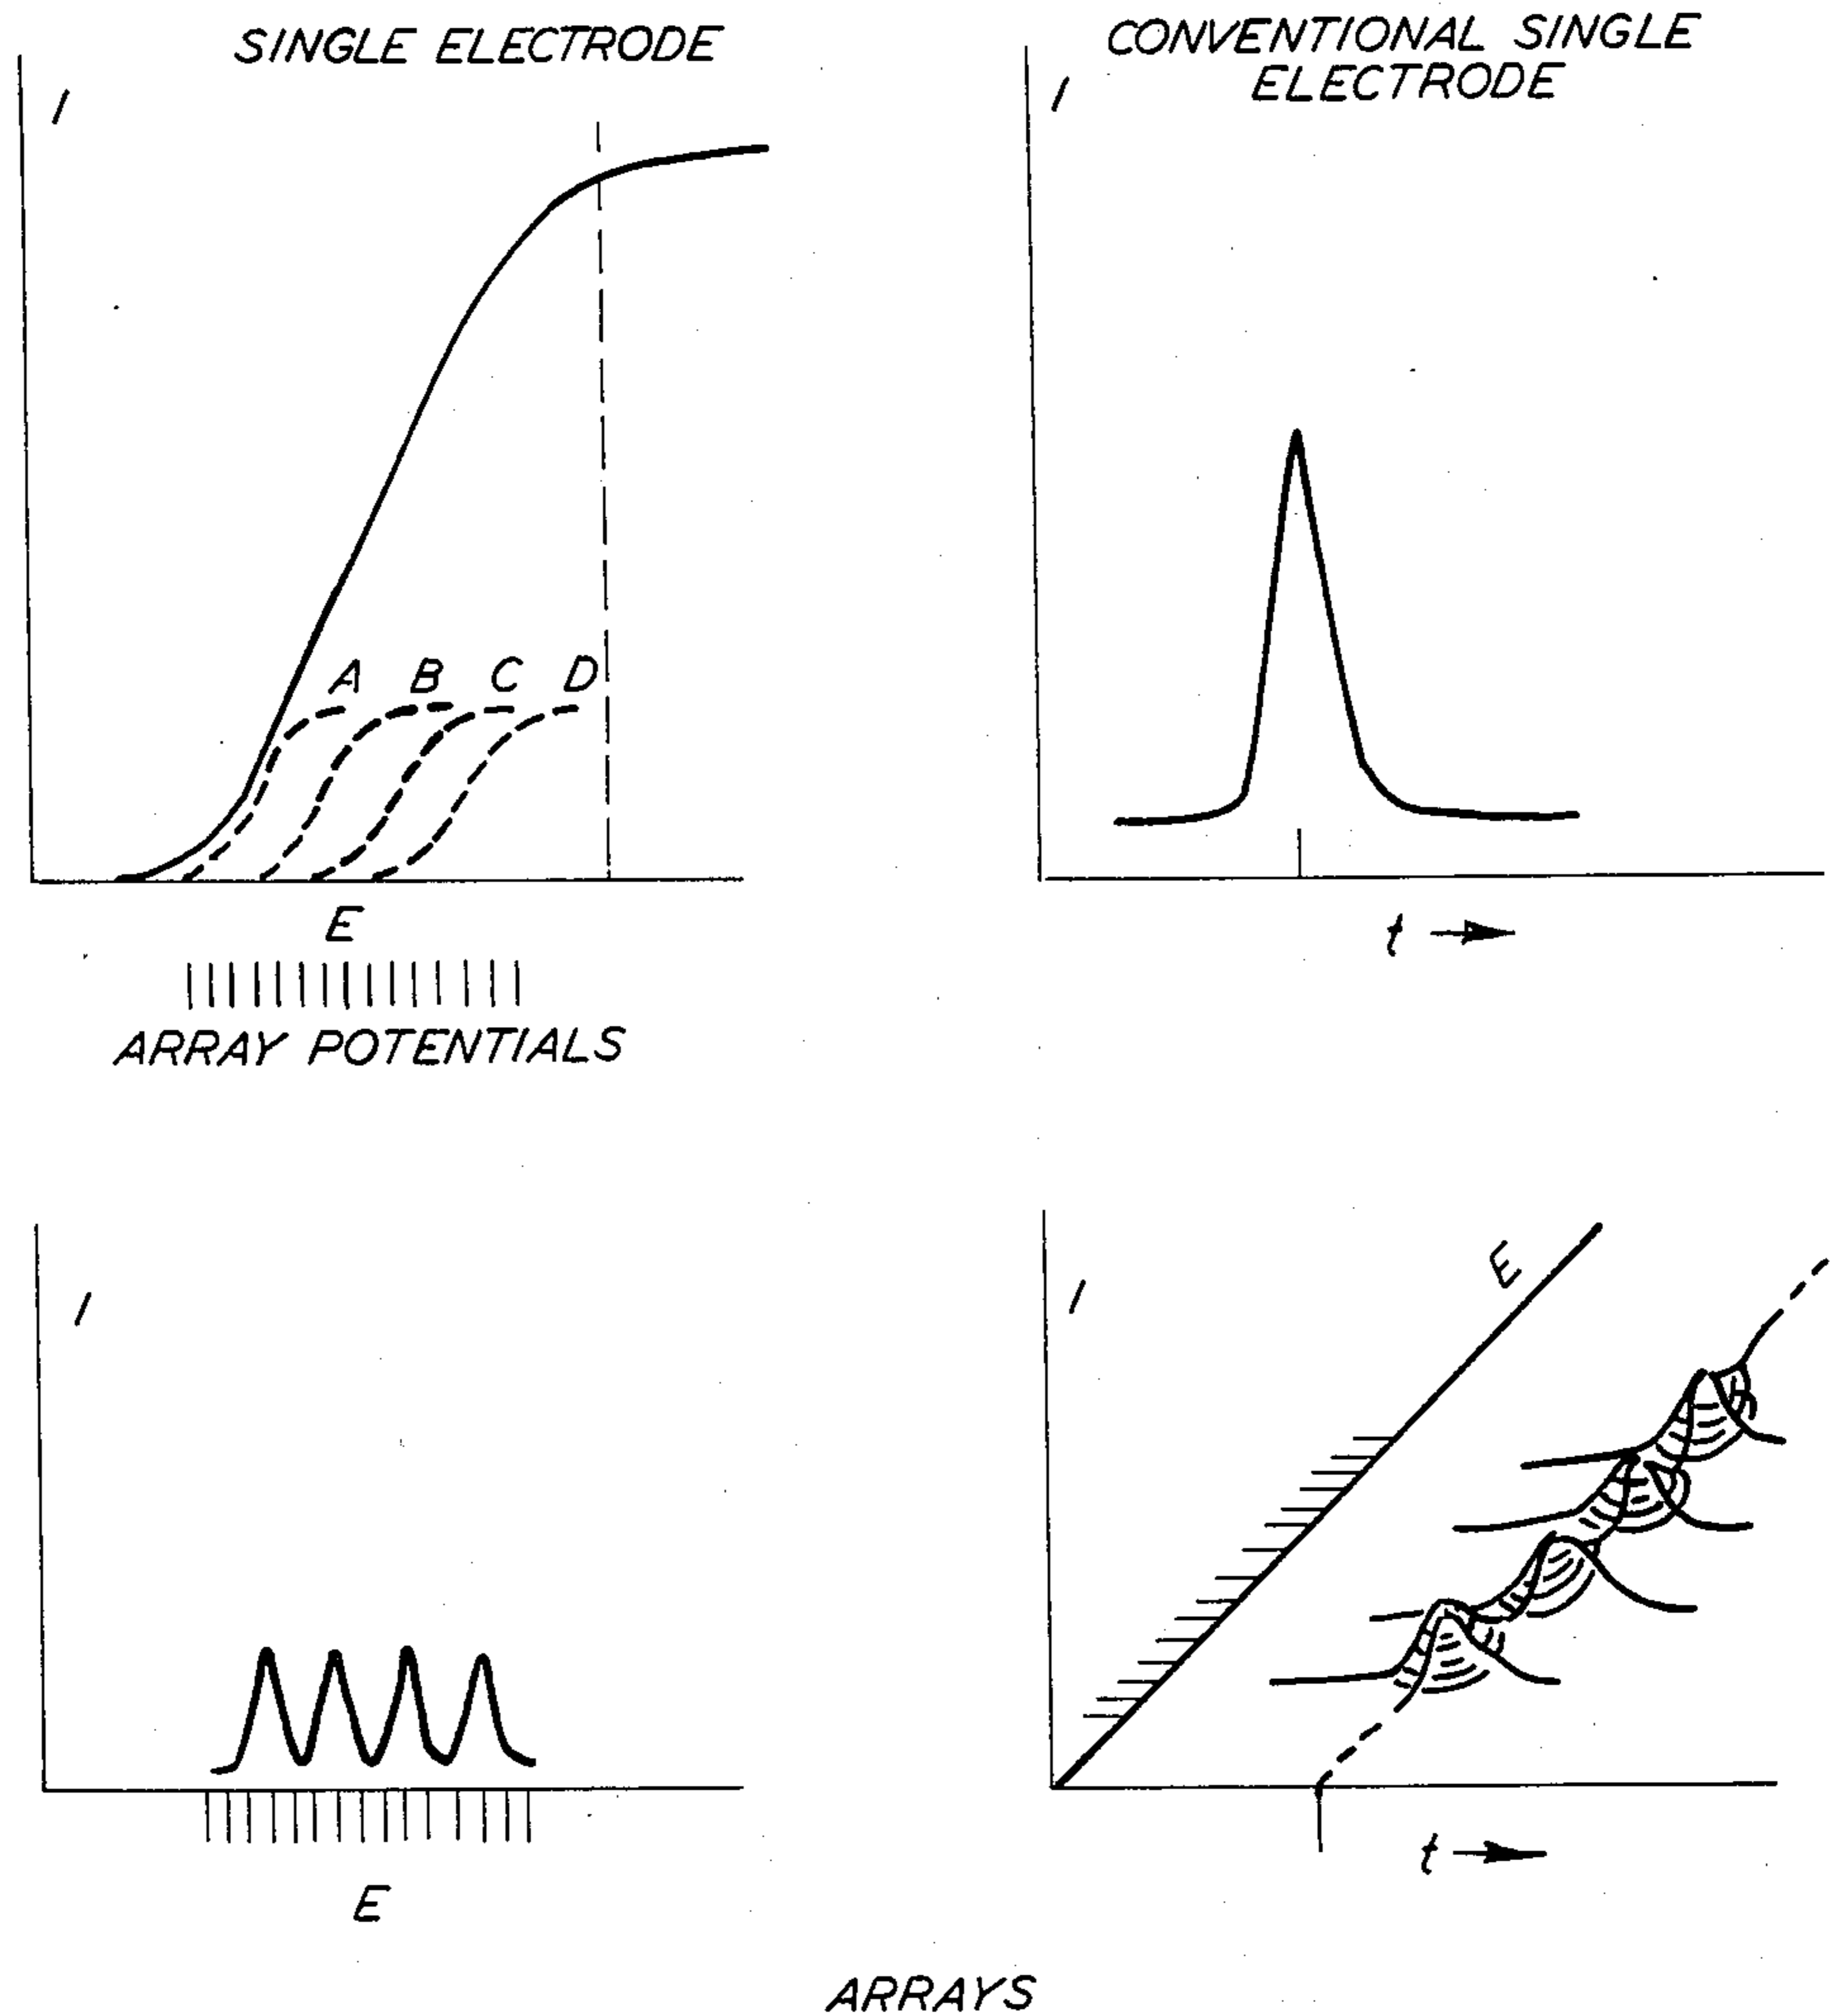 SINGLE ELECTRODE
I
A B C D
E
ARRAY POTENTIALS
CONVENTIONAL SINGLE
ELECTRODE
I
t
I
E
I
E
t
ARRAYS